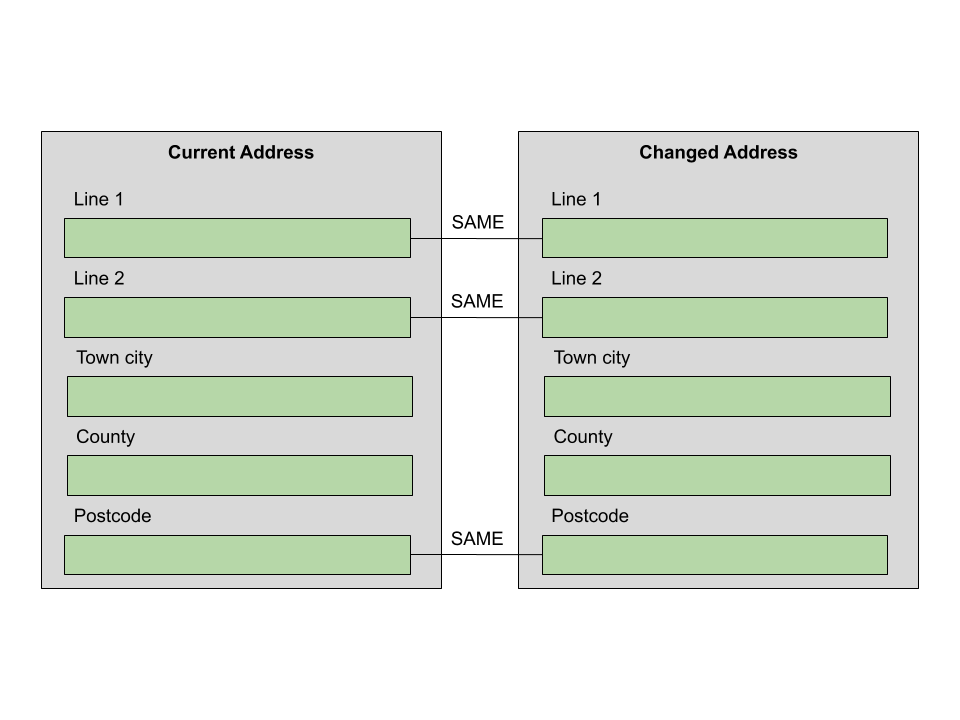 Current Address
Line 1
Line 2
Town city
County
Postcode
SAME
SAME
SAME
Changed Address
Line 1
Line 2
Town city
County
Postcode